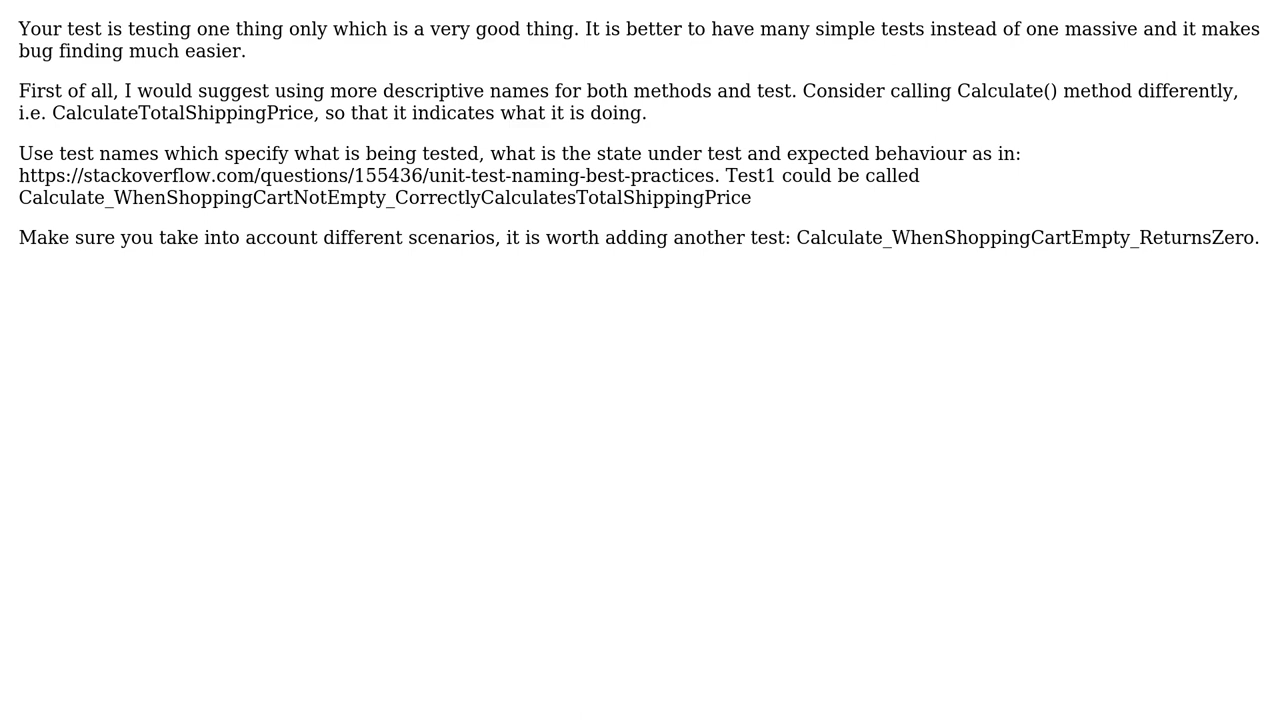 Your test is testing one thing only which is a very good thing. It is better to have many simple tests instead of one massive and it makes
bug finding much easier.
First of all, I would suggest using more descriptive names for both methods and test. Consider calling Calculate() method differently,
i.e. CalculateTotalShippingPrice, so that it indicates what it is doing.
Use test names which specify what is being tested, what is the state under test and expected behaviour as in:
https://stackoverflow.com/questions/155436/unit-test-naming-best-practices. Test1 could be called
Calculate_WhenShoppingCartNotEmpty_CorrectlyCalculatesTotalShippingPrice
Make sure you take into account different scenarios, it is worth adding another test: Calculate_WhenShoppingCartEmpty_ReturnsZero.